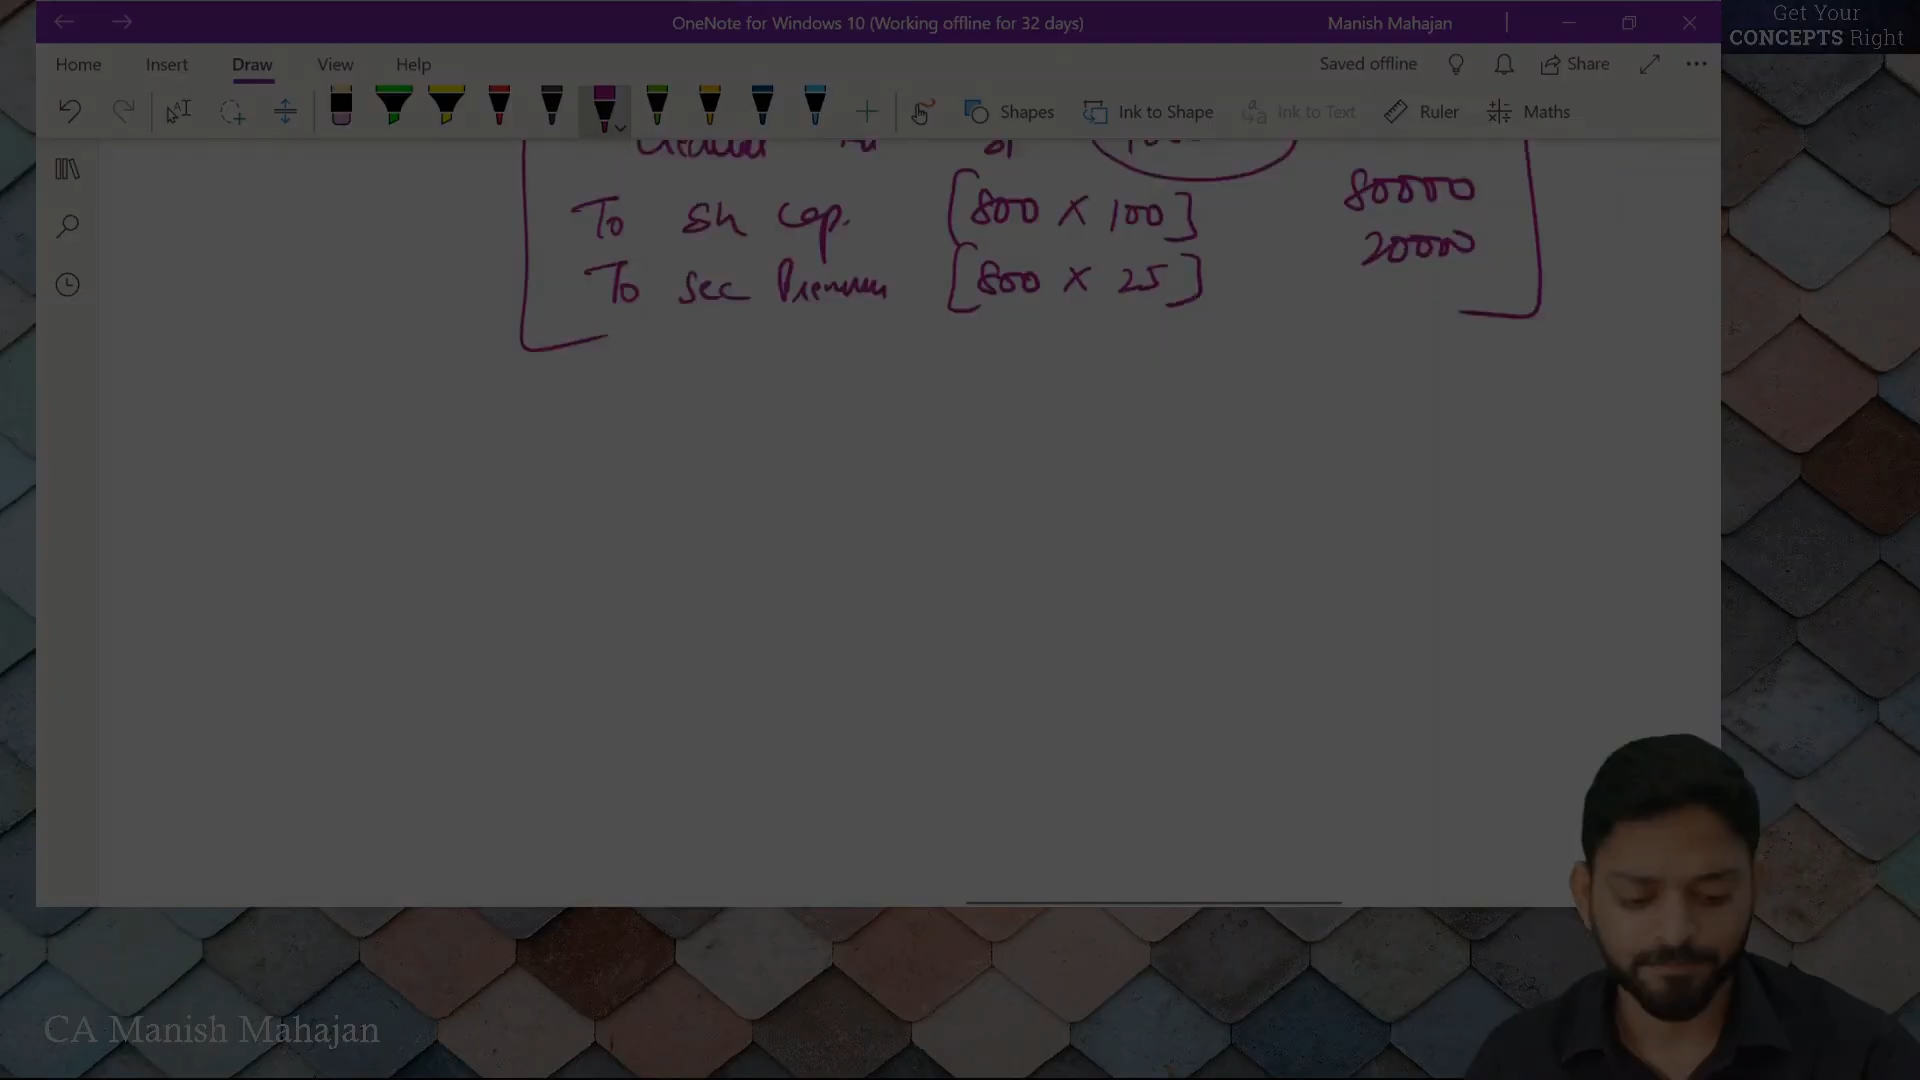 Get Your
CONCEPTS Right
OneNote for Windows 10 (Working offline for 32 days)
Manish Mahajan
Home Insert Draw View Help
Saved offline
Share
Shapes
Ink to Shape
Ink to Text
Ruler
Maths
To Sh Cap. [800 x 100] 80000
To Sec Premium [800 x 25] 20000
CA Manish Mahajan